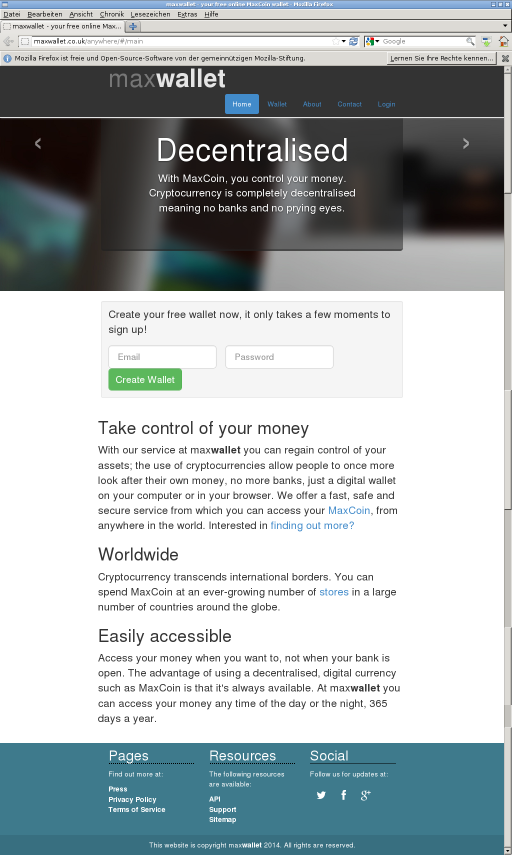 maxwallet - your free online MaxCoin wallet - Mozilla Firefox
Datei Bearbeiten Ansicht Chronik Lesezeichen Extras Hilfe
maxwallet - your free online Max...
maxwallet.co.uk/anywhere/#/main
Google
Mozilla Firefox ist freie und Open-Source-Software von der gemeinnützigen Mozilla-Stiftung.
Lernen Sie Ihre Rechte kennen...
maxwallet
Home Wallet About Contact Login
Decentralised
With MaxCoin, you control your money.
Cryptocurrency is completely decentralised
meaning no banks and no prying eyes.
Create your free wallet now, it only takes a few moments to
sign up!
Email Password
Create Wallet
Take control of your money
With our service at maxwallet you can regain control of your
assets; the use of cryptocurrencies allow people to once more
look after their own money, no more banks, just a digital wallet
on your computer or in your browser. We offer a fast, safe and
secure service from which you can access your MaxCoin, from
anywhere in the world. Interested in finding out more?
Worldwide
Cryptocurrency transcends international borders. You can
spend MaxCoin at an ever-growing number of stores in a large
number of countries around the globe.
Easily accessible
Access your money when you want to, not when your bank is
open. The advantage of using a decentralised, digital currency
such as MaxCoin is that it's always available. At maxwallet you
can access your money any time of the day or the night, 365
days a year.
Pages
Find out more at:
Press
Privacy Policy
Terms of Service
Resources
The following resources
are available:
API
Support
Sitemap
Social
Follow us for updates at:
This website is copyright maxwallet 2014. All rights are reserved.